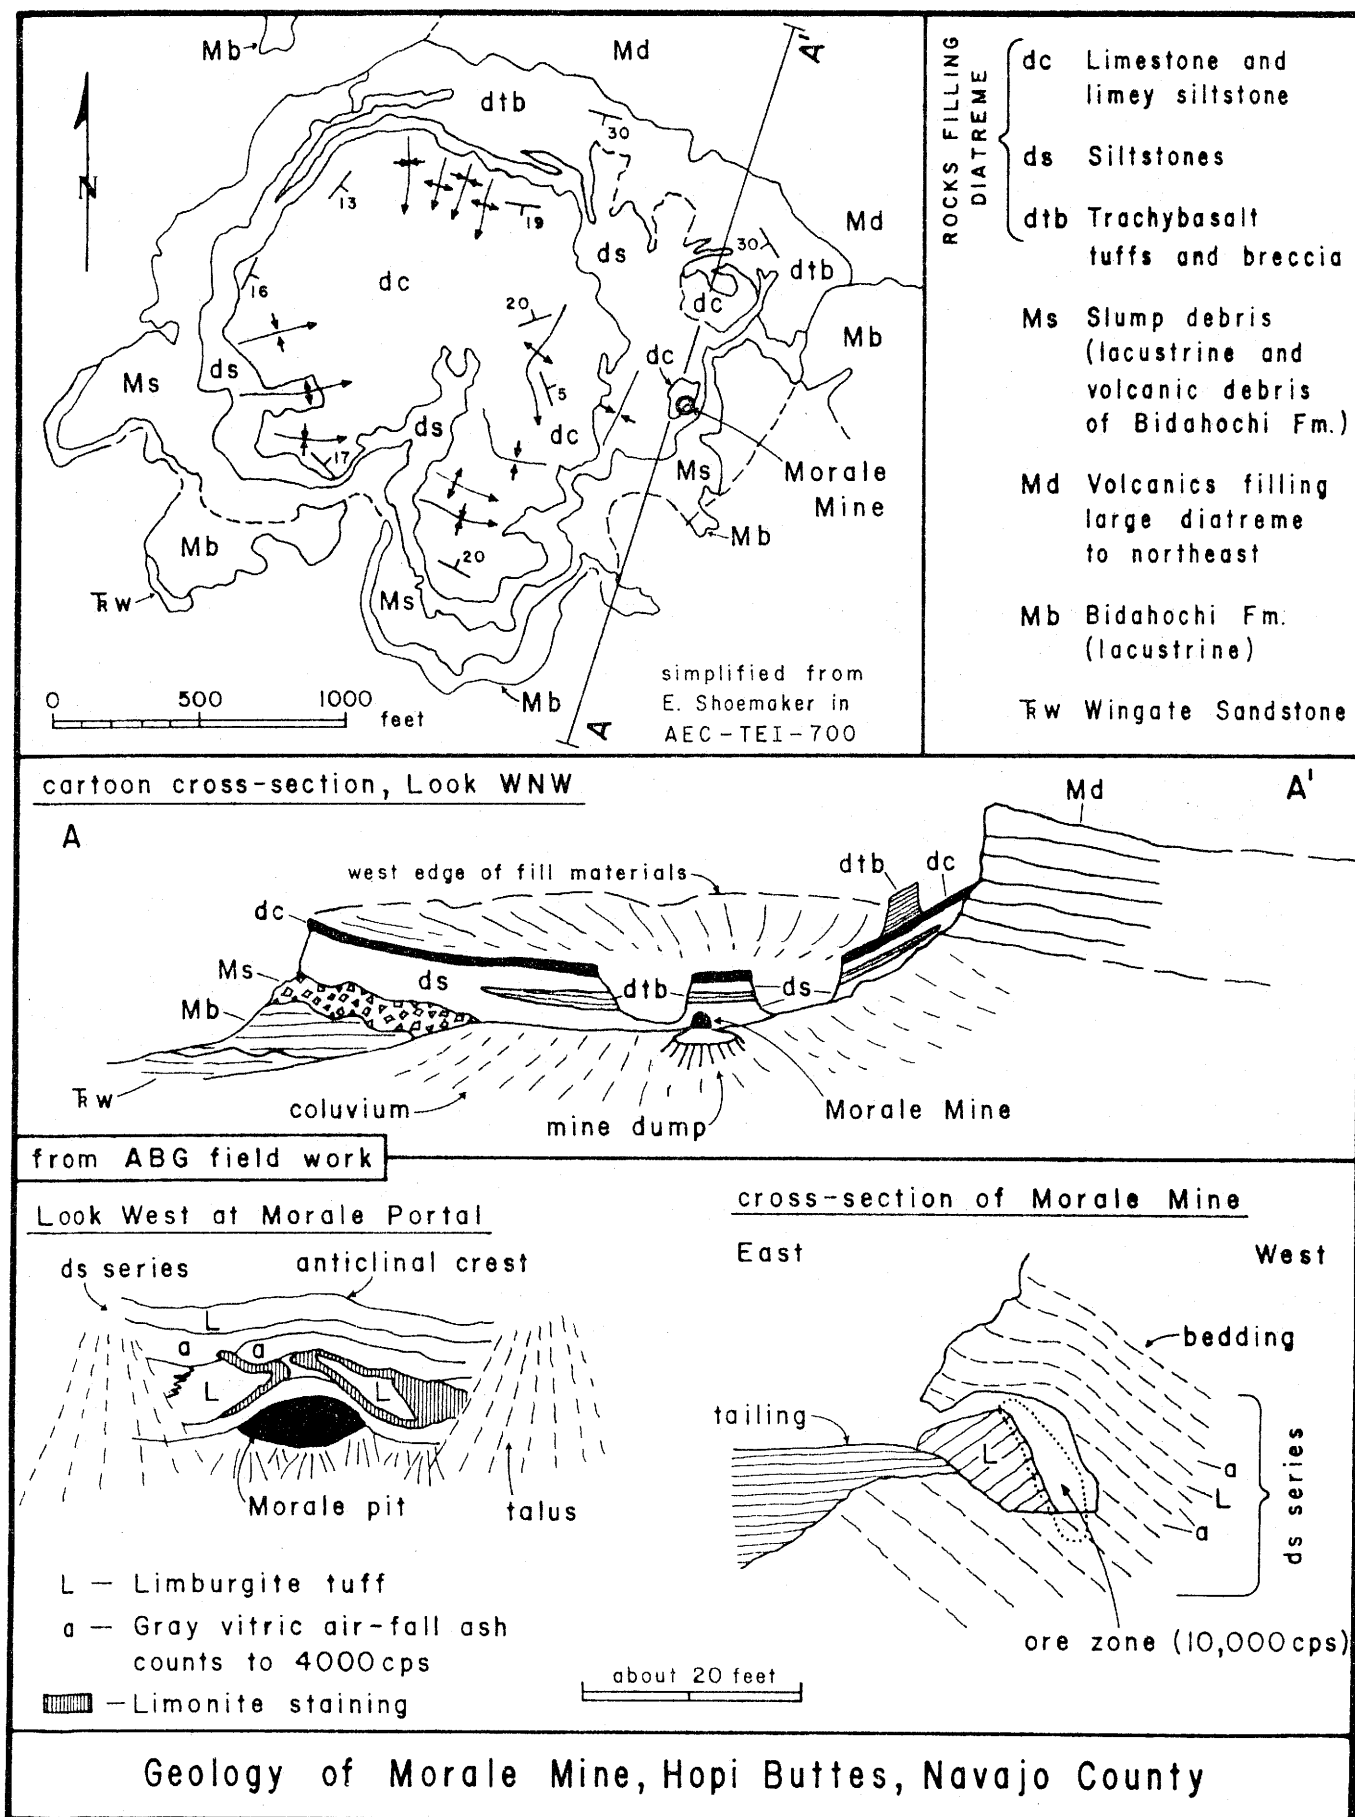 Mb
Md
A'
dtb
30
N
13
19
ds
30
Md
dtb
16
dc
20
dc
Mb
dc
Ms
ds
5
ds
dc
17
Ms
Morale
Mine
Mb
Mb
20
Ms
TRW
Mb
simplified from
E. Shoemaker in
AEC-TEI-700
0 500 1000
feet
A
ROCKS FILLING
DIATREME
dc Limestone and
limey siltstone
ds Siltstones
dtb Trachybasalt
tuffs and breccia
Ms Slump debris
(lacustrine and
volcanic debris
of Bidahochi Fm.)
Md Volcanics filling
large diatreme
to northeast
Mb Bidahochi Fm.
(lacustrine)
TRW Wingate Sandstone
cartoon cross-section, Look WNW
A
A'
Md
west edge of fill materials
dtb
dc
dc
Ms
ds
dtb
ds
Mb
TRW
coluvium
mine dump
Morale Mine
from ABG field work
Look West at Morale Portal
ds series
anticlinal crest
L
a
a
L
L
Morale pit
talus
L — Limburgite tuff
a — Gray vitric air-fall ash
counts to 4000cps
— Limonite staining
cross-section of Morale Mine
East
West
bedding
tailing
L
a
L
a
ds series
ore zone (10,000cps)
about 20 feet
Geology of Morale Mine, Hopi Buttes, Navajo County